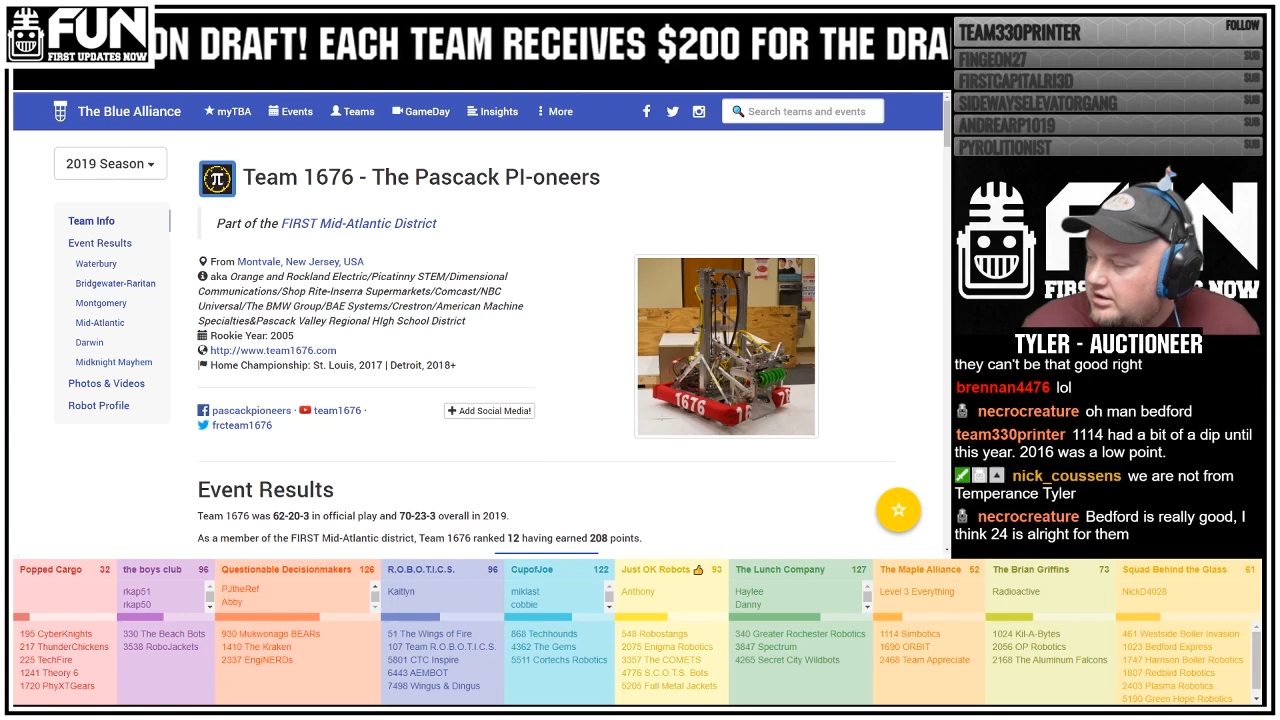 FUN
FIRST UPDATES NOW
ON DRAFT! EACH TEAM RECEIVES $200 FOR THE DRA
The Blue Alliance
myTBA
Events
Teams
GameDay
Insights
More
Search teams and events
2019 Season
Team Info
Event Results
Waterbury
Bridgewater-Raritan
Montgomery
Mid-Atlantic
Darwin
Midknight Mayhem
Photos & Videos
Robot Profile
Team 1676 - The Pascack PI-oneers
Part of the FIRST Mid-Atlantic District
From Montvale, New Jersey, USA
aka Orange and Rockland Electric/Picatinny STEM/Dimensional
Communications/Shop Rite-Inserra Supermarkets/Comcast/NBC
Universal/The BMW Group/BAE Systems/Crestron/American Machine
Specialties&Pascack Valley Regional HIgh School District
Rookie Year: 2005
http://www.team1676.com
Home Championship: St. Louis, 2017 | Detroit, 2018+
pascackpioneers · team1676 ·
frcteam1676
Add Social Media!
1676
Event Results
Team 1676 was 62-20-3 in official play and 70-23-3 overall in 2019.
As a member of the FIRST Mid-Atlantic district, Team 1676 ranked 12 having earned 208 points.
TEAM330PRINTER FOLLOW
FINGEON27 SUB
FIRSTCAPITALRI3D SUB
SIDEWAYSELEVATORGANG SUB
ANDREARP1019 SUB
PYROLITIONIST SUB
TYLER - AUCTIONEER
they can't be that good right
brennan4476 lol
necrocreature oh man bedford
team330printer 1114 had a bit of a dip until
this year. 2016 was a low point.
nick_coussens we are not from
Temperance Tyler
necrocreature Bedford is really good, I
think 24 is alright for them
Popped Cargo 32
195 CyberKnights
217 ThunderChickens
225 TechFire
1241 Theory 6
1720 PhyXTGears
the boys club 96
rkap51
rkap50
330 The Beach Bots
3538 RoboJackets
Questionable Decisionmakers 126
PJtheRef
Abby
930 Mukwonago BEARs
1410 The Kraken
2337 EngiNERDs
R.O.B.O.T.I.C.S. 96
Kaitlyn
51 The Wings of Fire
107 Team R.O.B.O.T.I.C.S.
5801 CTC Inspire
6443 AEMBOT
7498 Wingus & Dingus
CupofJoe 122
miklast
cobbie
868 Techhounds
4362 The Gems
5511 Cortechs Robotics
Just OK Robots 👍 93
Anthony
548 Robostangs
2075 Enigma Robotics
3357 The COMETS
4776 S.C.O.T.S. Bots
5205 Full Metal Jackets
The Lunch Company 127
Haylee
Danny
340 Greater Rochester Robotics
3847 Spectrum
4265 Secret City Wildbots
The Maple Alliance 52
Level 3 Everything
1114 Simbotics
1690 ORBIT
2468 Team Appreciate
The Brian Griffins 73
Radioactive
1024 Kil-A-Bytes
2056 OP Robotics
2168 The Aluminum Falcons
Squad Behind the Glass 61
NickD4028
461 Westside Boiler Invasion
1023 Bedford Express
1747 Harrison Boiler Robotics
1807 Redbird Robotics
2403 Plasma Robotics
5190 Green Hope Robotics